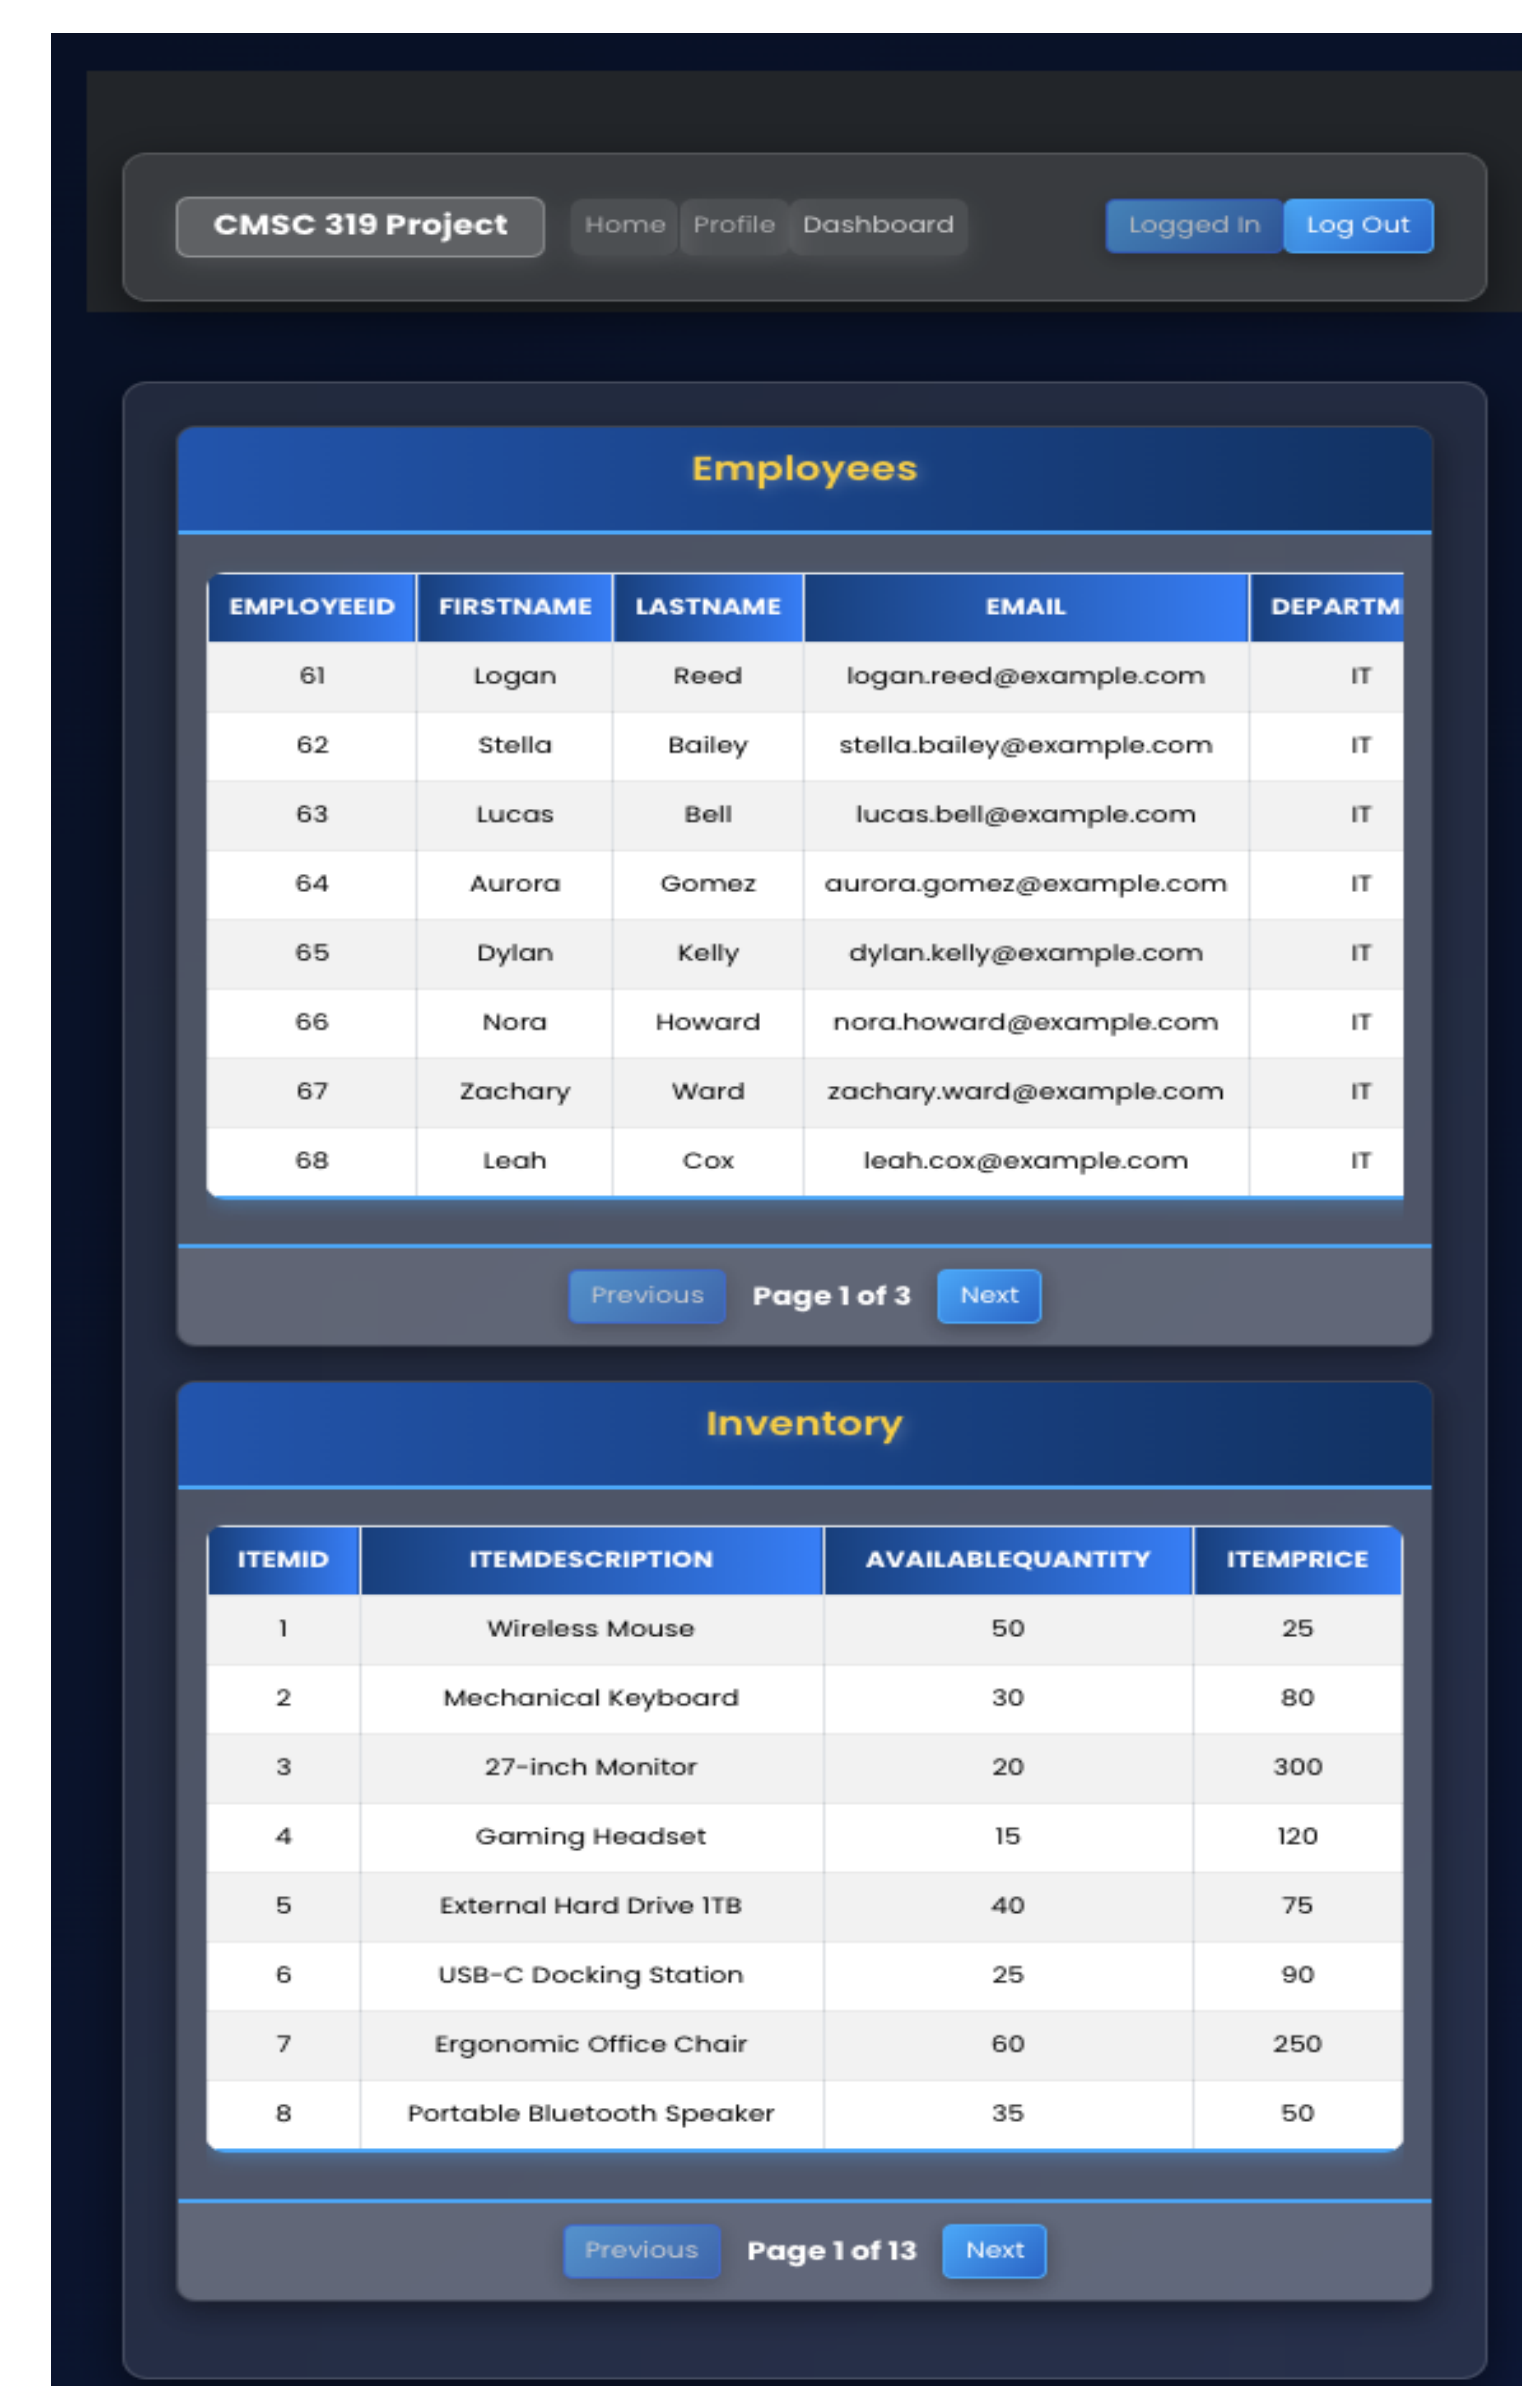 CMSC 319 Project Home Profile Dashboard Logged In Log Out
Employees
EMPLOYEEID FIRSTNAME LASTNAME EMAIL DEPARTM
61 Logan Reed logan.reed@example.com IT
62 Stella Bailey stella.bailey@example.com IT
63 Lucas Bell lucas.bell@example.com IT
64 Aurora Gomez aurora.gomez@example.com IT
65 Dylan Kelly dylan.kelly@example.com IT
66 Nora Howard nora.howard@example.com IT
67 Zachary Ward zachary.ward@example.com IT
68 Leah Cox leah.cox@example.com IT
Previous Page 1 of 3 Next
Inventory
ITEMID ITEMDESCRIPTION AVAILABLEQUANTITY ITEMPRICE
1 Wireless Mouse 50 25
2 Mechanical Keyboard 30 80
3 27-inch Monitor 20 300
4 Gaming Headset 15 120
5 External Hard Drive 1TB 40 75
6 USB-C Docking Station 25 90
7 Ergonomic Office Chair 60 250
8 Portable Bluetooth Speaker 35 50
Previous Page 1 of 13 Next